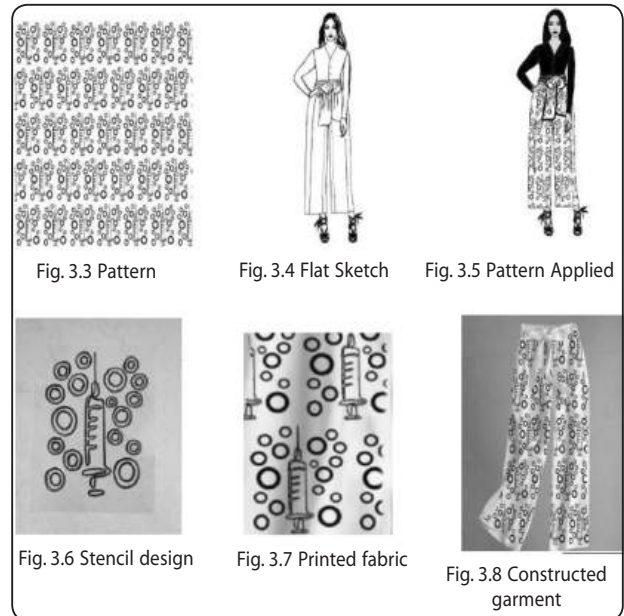 Fig. 3.3 Pattern
Fig. 3.4 Flat Sketch
Fig. 3.5 Pattern Applied
Fig. 3.6 Stencil design
Fig. 3.7 Printed fabric
Fig. 3.8 Constructed
garment